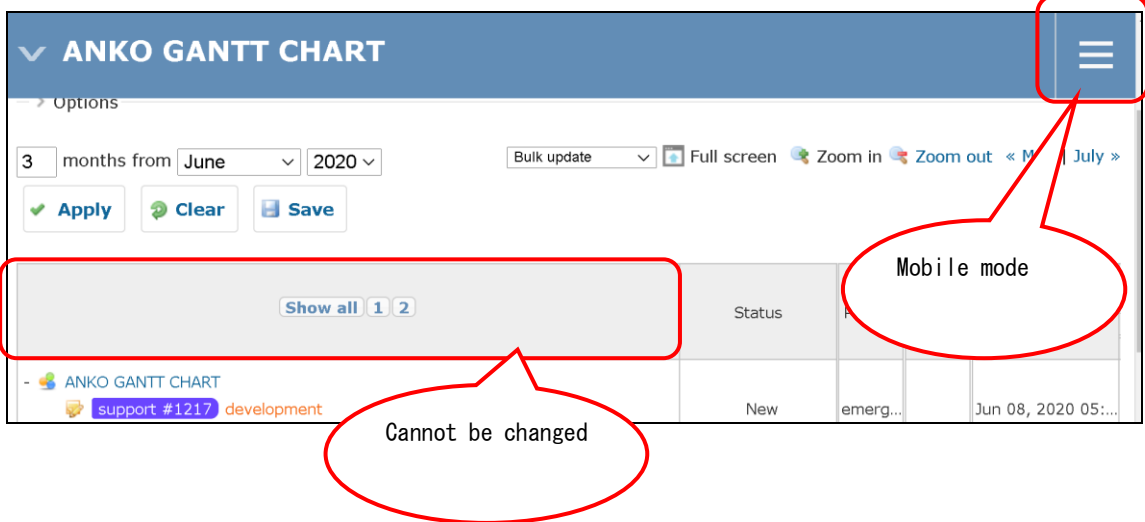 ANKO GANTT CHART
Options
3 months from June 2020 Bulk update Full screen Zoom in Zoom out « M | July »
Apply Clear Save
Mobile mode
Show all 1 2
Status
- ANKO GANTT CHART
support #1217 development New emerg... Jun 08, 2020 05:...
Cannot be changed